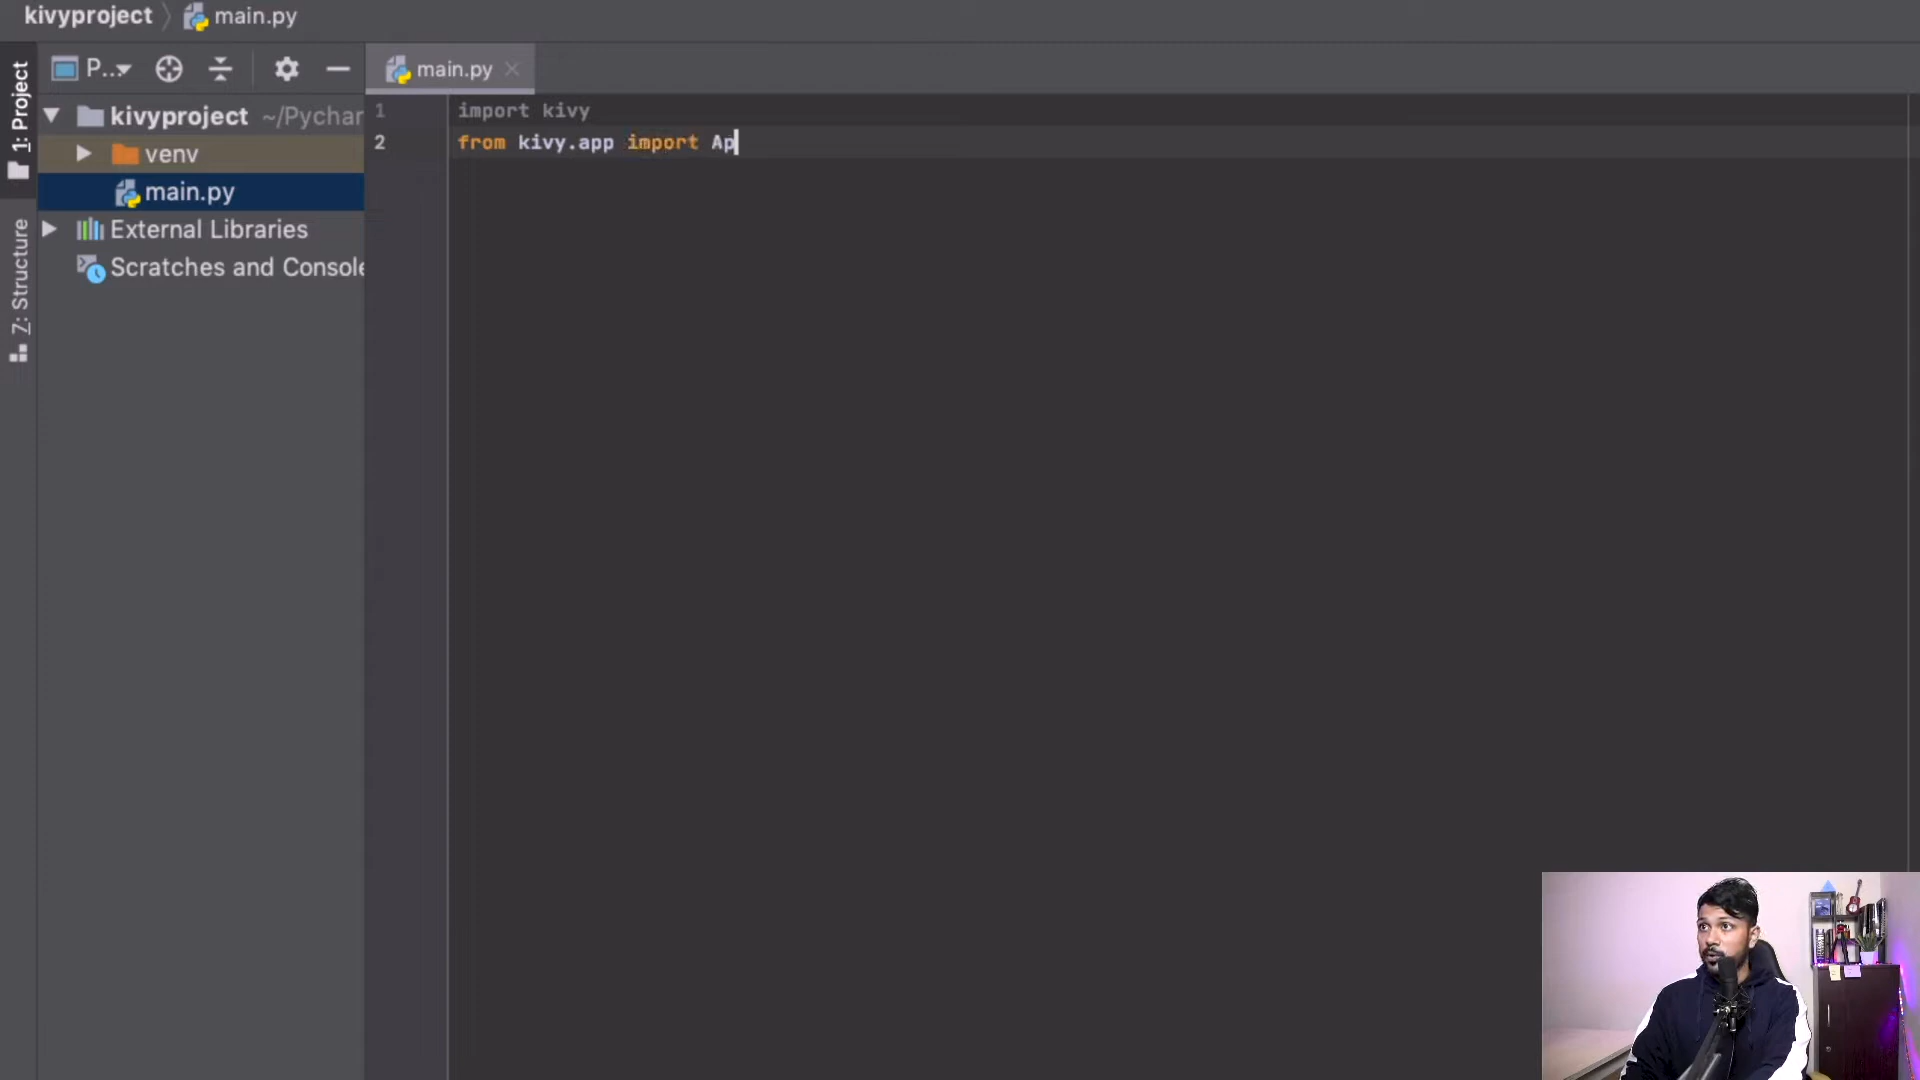 kivyproject main.py
P... main.py
1: Project
kivyproject ~/Pychar
venv
main.py
External Libraries
Scratches and Console
Z: Structure
1 import kivy
2 from kivy.app import Ap